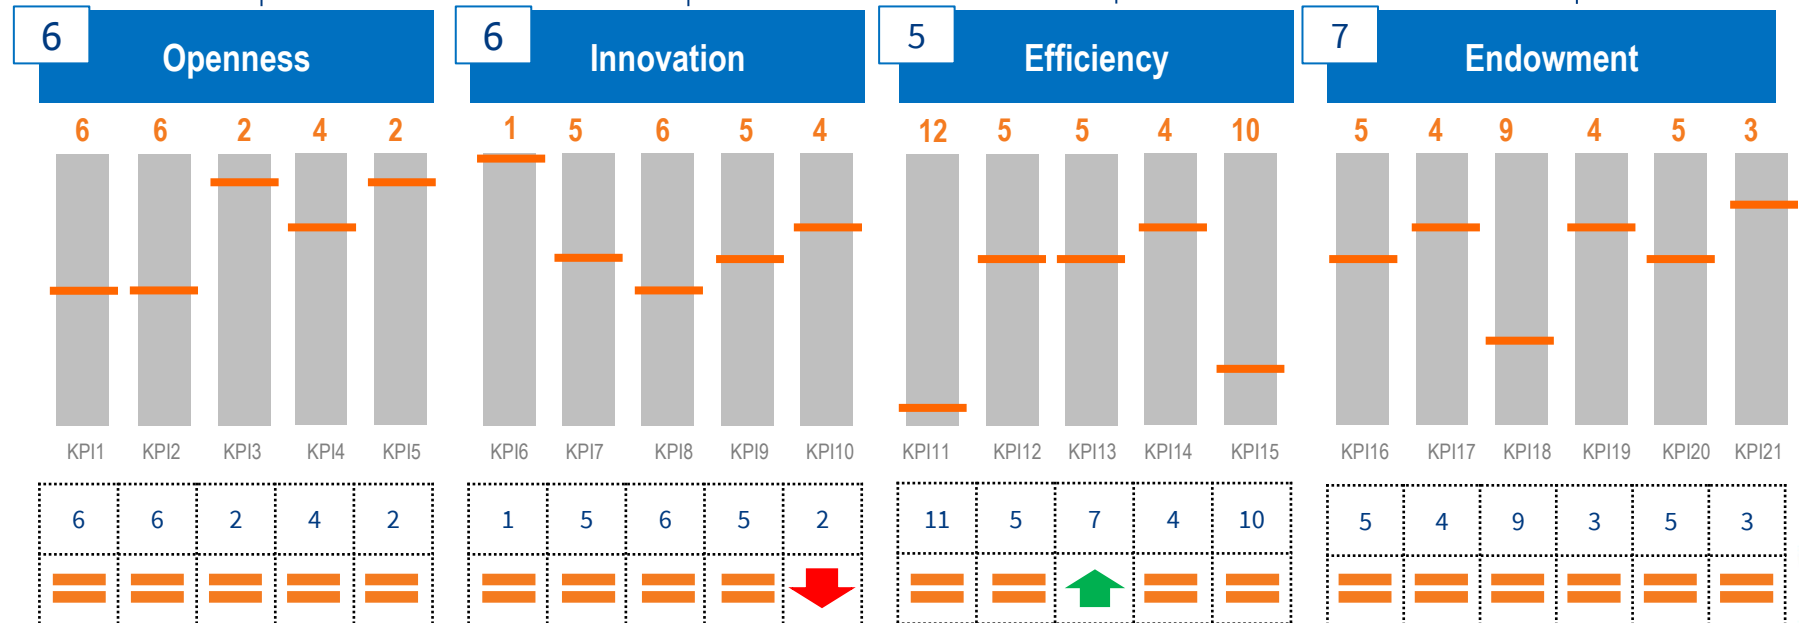 6 6 5 7
Openness Innovation Efficiency Endowment
6 6 2 4 2 1 5 6 5 4 12 5 5 4 10 5 4 9 4 5 3
KPI1 KPI2 KPI3 KPI4 KPI5 KPI6 KPI7 KPI8 KPI9 KPI10 KPI11 KPI12 KPI13 KPI14 KPI15 KPI16 KPI17 KPI18 KPI19 KPI20 KPI21
6 6 2 4 2 1 5 6 5 2 11 5 7 4 10 5 4 9 3 5 3